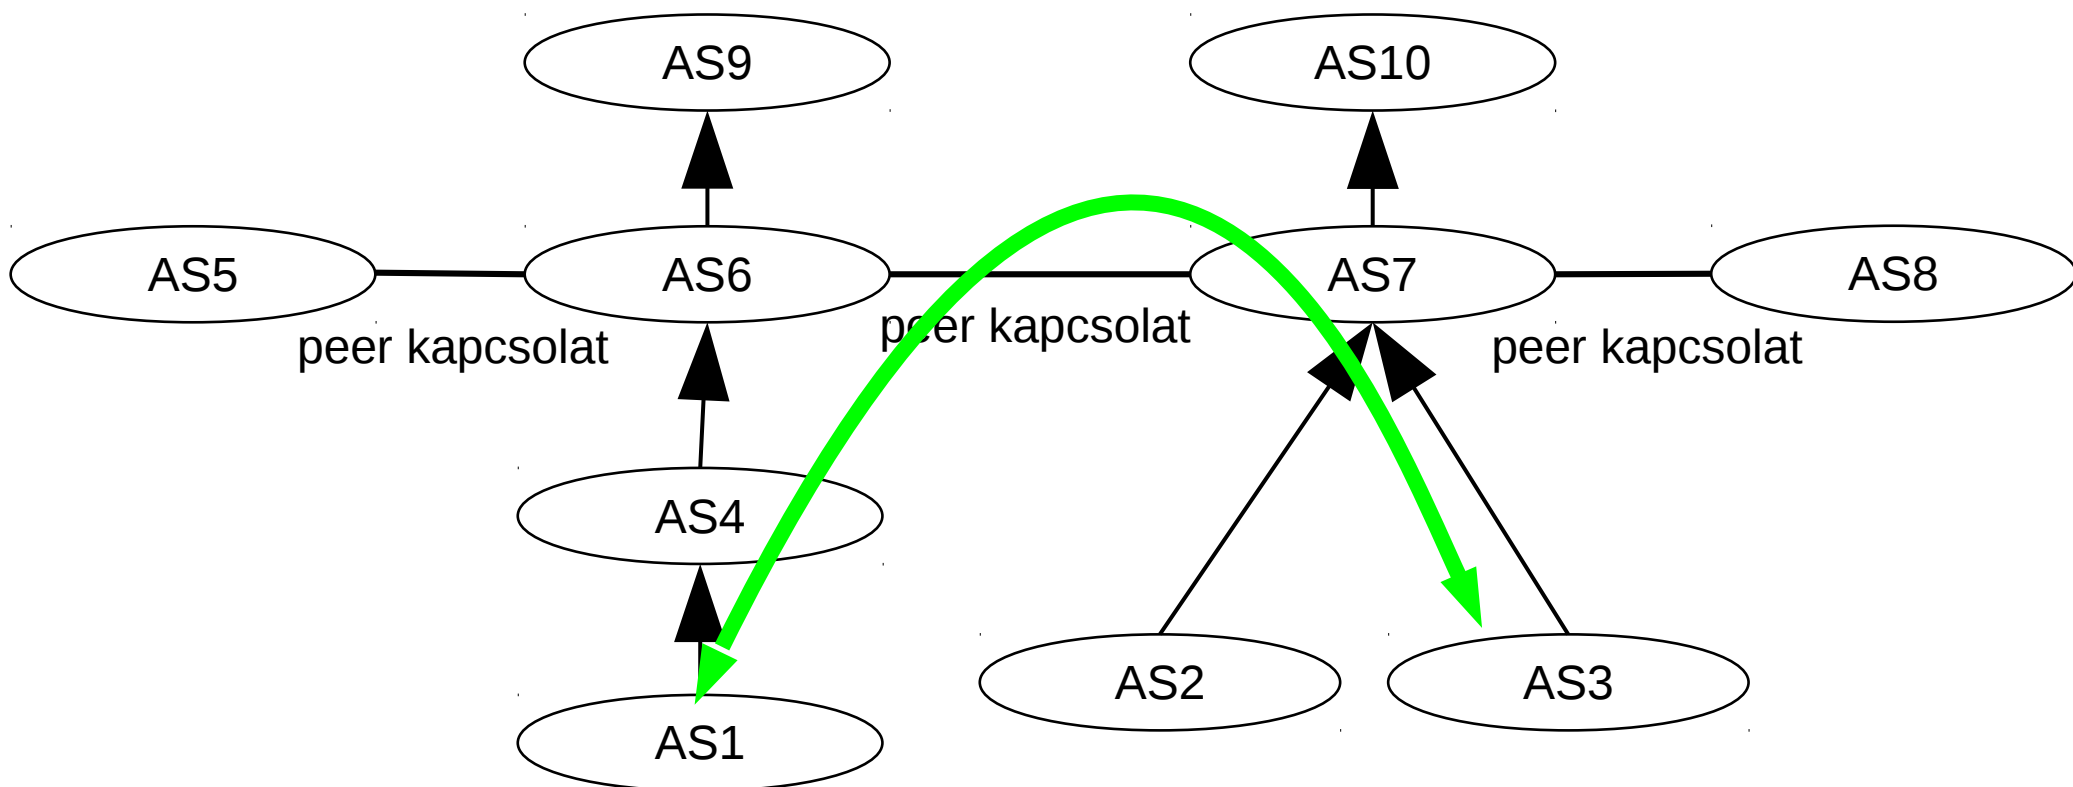 AS9
AS10
AS5
AS6
AS7
AS8
peer kapcsolat
peer kapcsolat
peer kapcsolat
AS4
AS2
AS3
AS1